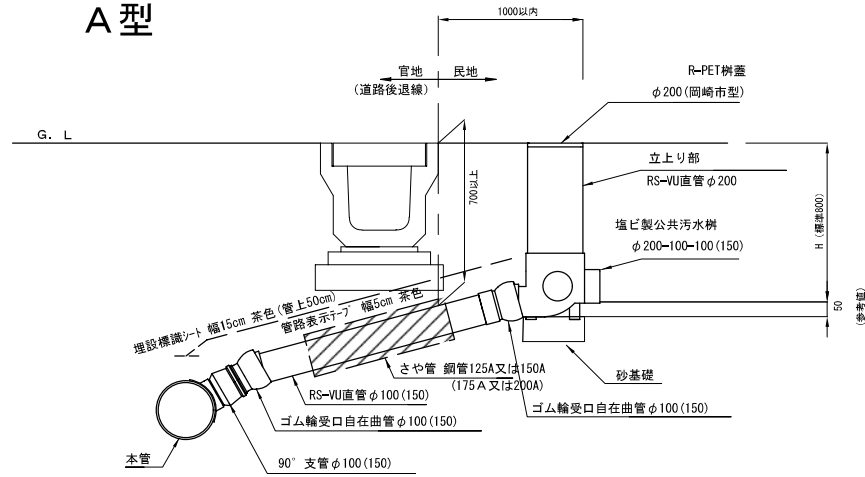 A型
1000以内
官地 民地
(道路後退線)
R-PET桝蓋
φ200(岡崎市型)
G. L
立上り部
RS-VU直管φ200
700以上
H (標準800)
塩ビ製公共汚水桝
φ200-100-100(150)
50
(参考値)
埋設標識シート 幅15cm 茶色(管上50cm)
管路表示テープ 幅5cm 茶色
さや管 鋼管125A又は150A
(175A又は200A)
砂基礎
RS-VU直管φ100(150)
ゴム輪受口自在曲管φ100(150)
ゴム輪受口自在曲管φ100(150)
本管
90°支管φ100(150)